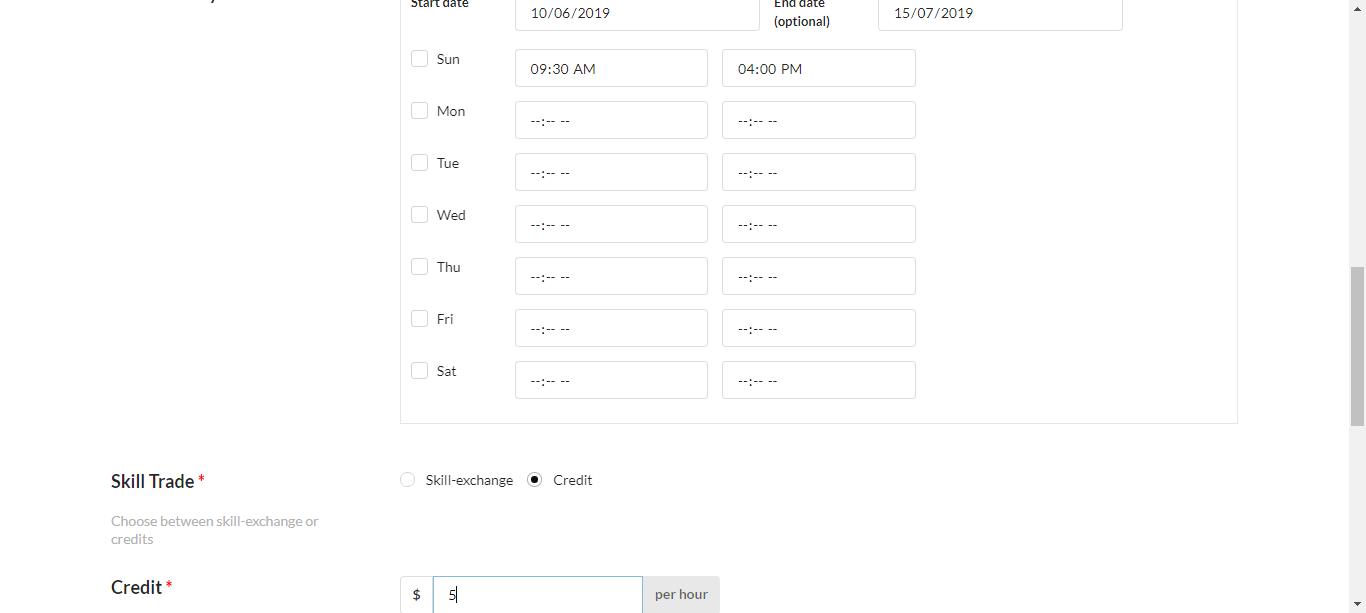 Start date 10/06/2019 End date 15/07/2019
(optional)
Sun 09:30 AM 04:00 PM
Mon --:-- -- --:-- --
Tue --:-- -- --:-- --
Wed --:-- -- --:-- --
Thu --:-- -- --:-- --
Fri --:-- -- --:-- --
Sat --:-- -- --:-- --
Skill Trade * Skill-exchange Credit
Choose between skill-exchange or
credits
Credit * $ 5 per hour